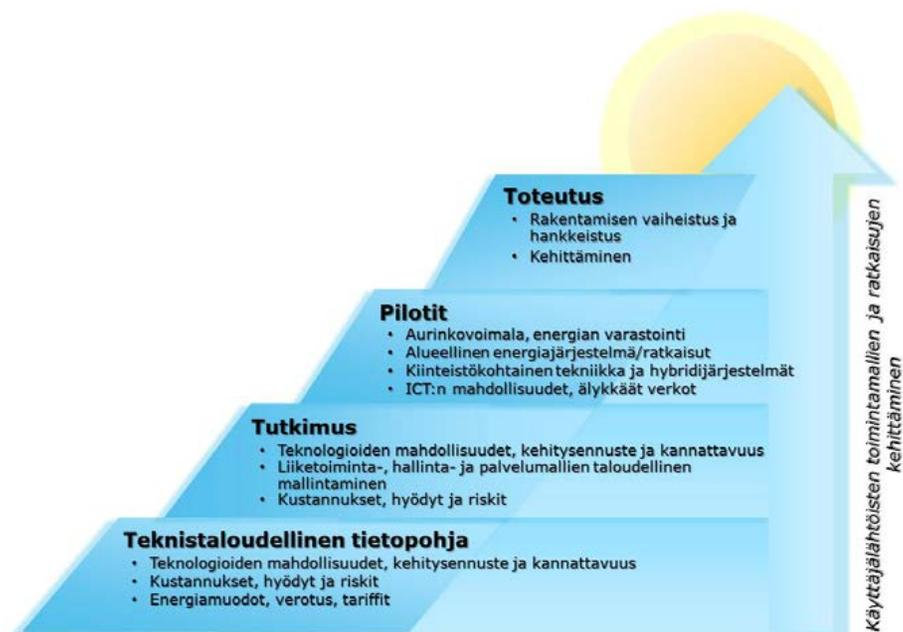 Toteutus
• Rakentamisen vaiheistus ja
hankkeistus
• Kehittäminen
Pilotit
• Aurinkovoimala, energian varastointi
• Alueellinen energiajärjestelmä/ratkaisut
• Kiinteistökohtainen tekniikka ja hybridijärjestelmät
• ICT:n mahdollisuudet, älykkäät verkot
Tutkimus
• Teknologioiden mahdollisuudet, kehitysennuste ja kannattavuus
• Liiketoiminta-, hallinta- ja palvelumallien taloudellinen
mallintaminen
• Kustannukset, hyödyt ja riskit
Teknistaloudellinen tietopohja
• Teknologioiden mahdollisuudet, kehitysennuste ja kannattavuus
• Kustannukset, hyödyt ja riskit
• Energiamuodot, verotus, tariffit
Käyttäjälähtöisten toimintamallien ja ratkaisujen
kehittäminen